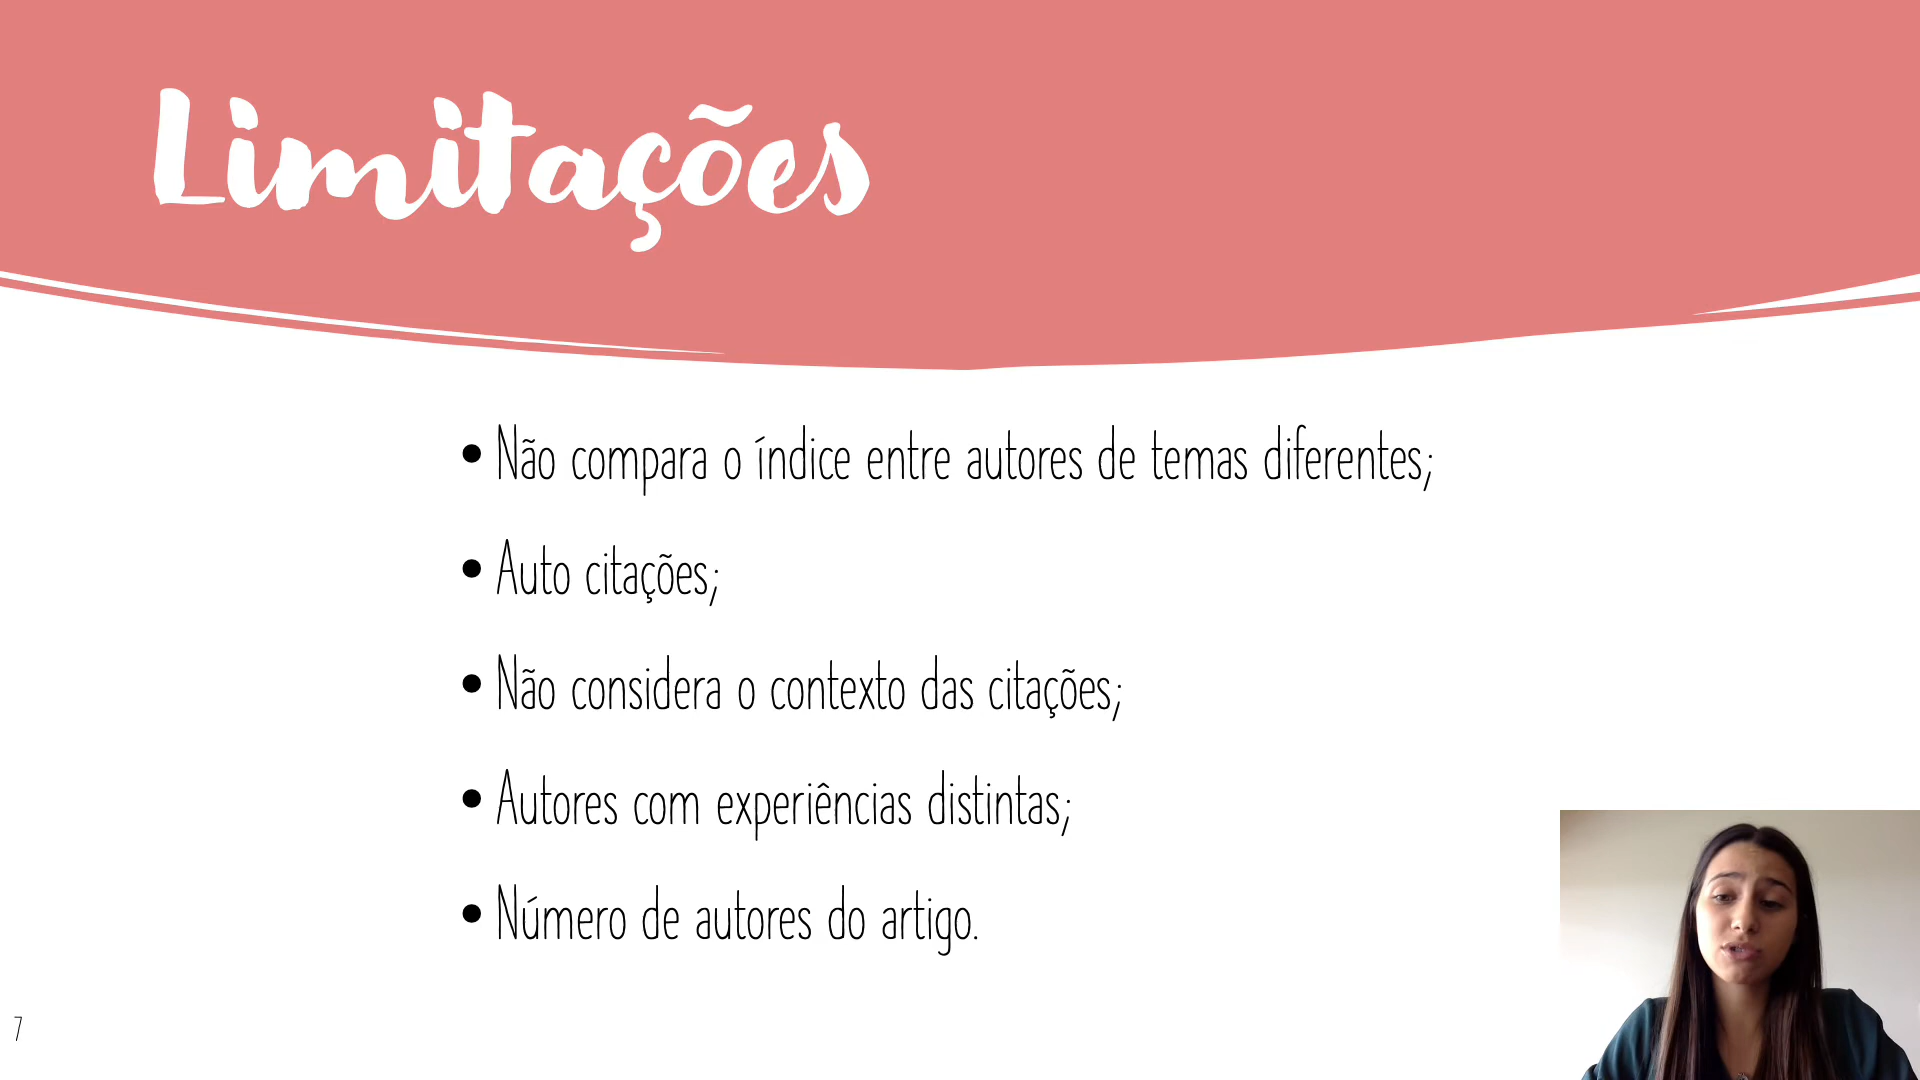 Limitações
• Não compara o índice entre autores de temas diferentes;
• Auto citações;
• Não considera o contexto das citações;
• Autores com experiências distintas;
• Número de autores do artigo.
7